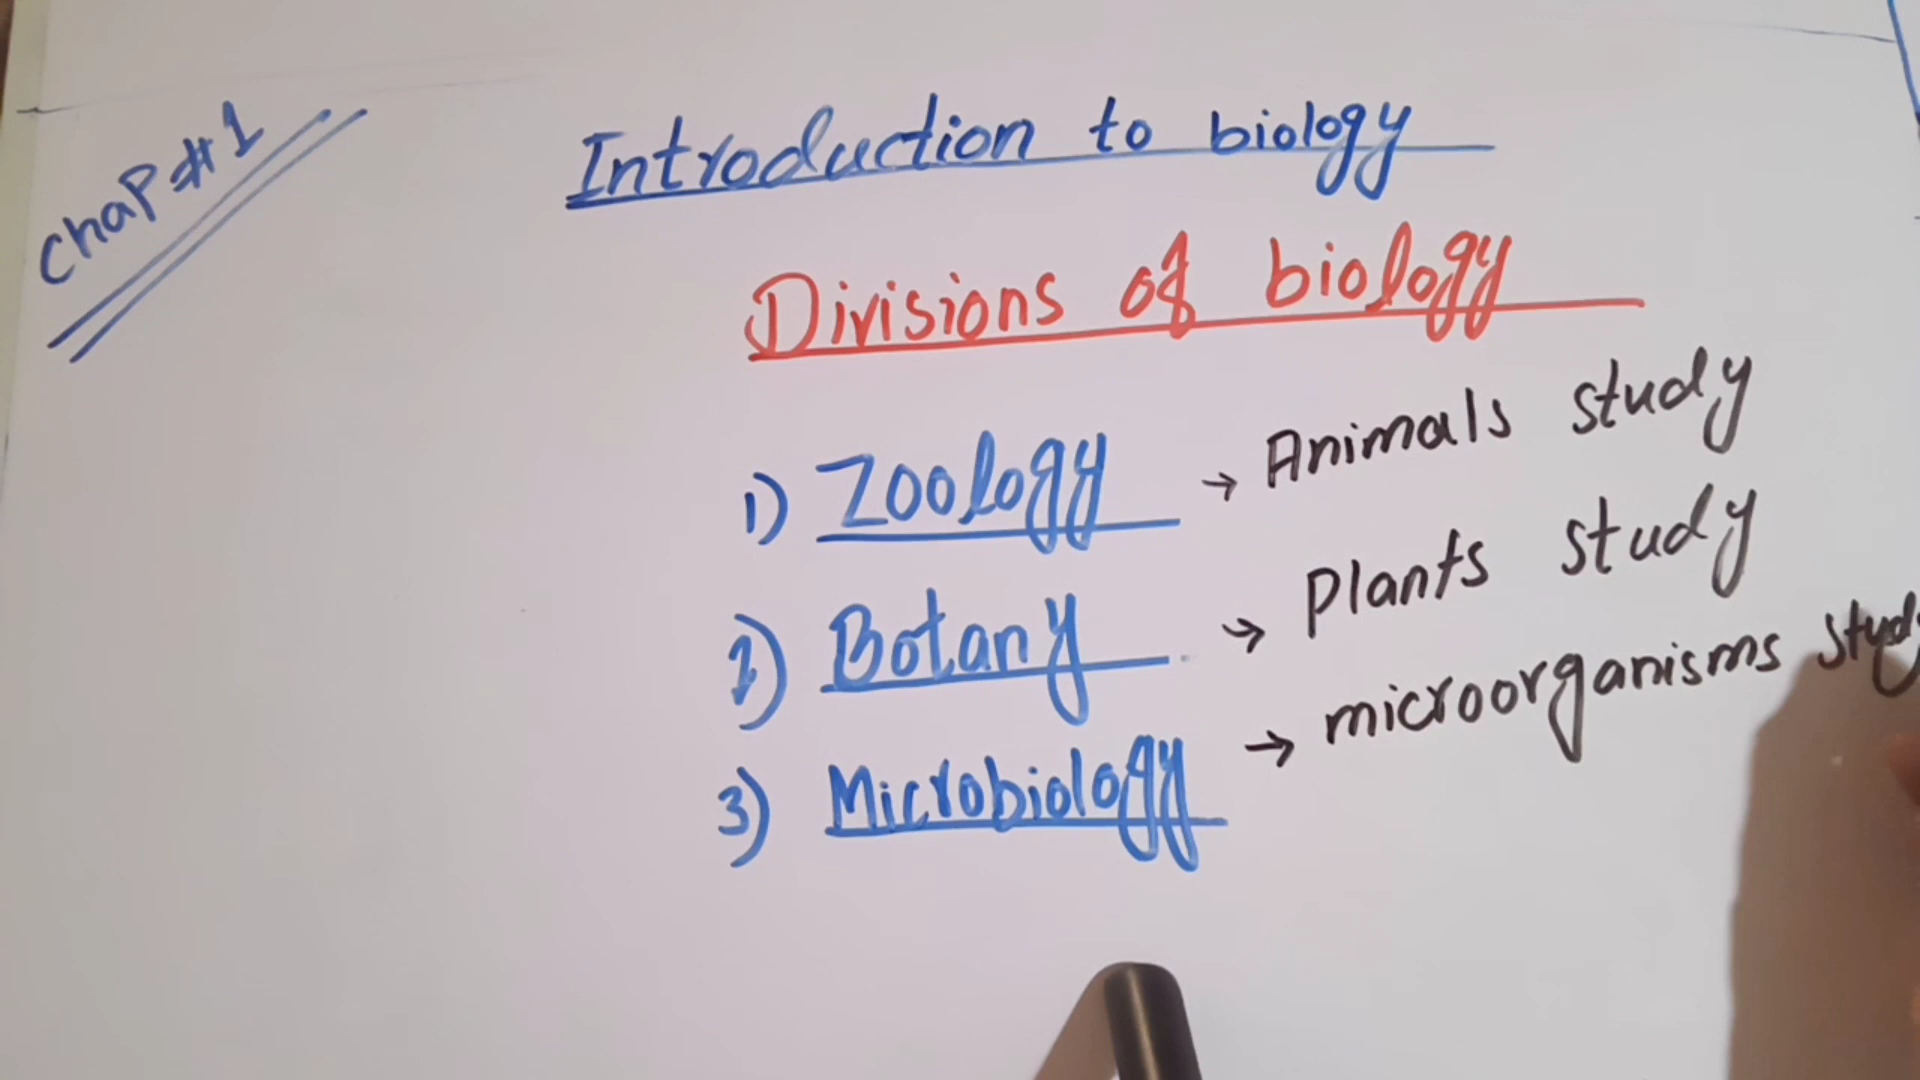 Chap#1
Introduction to biology
Divisions of biology
1) Zoology → Animals study
2) Botany → Plants study
3) Microbiology → microorganisms study